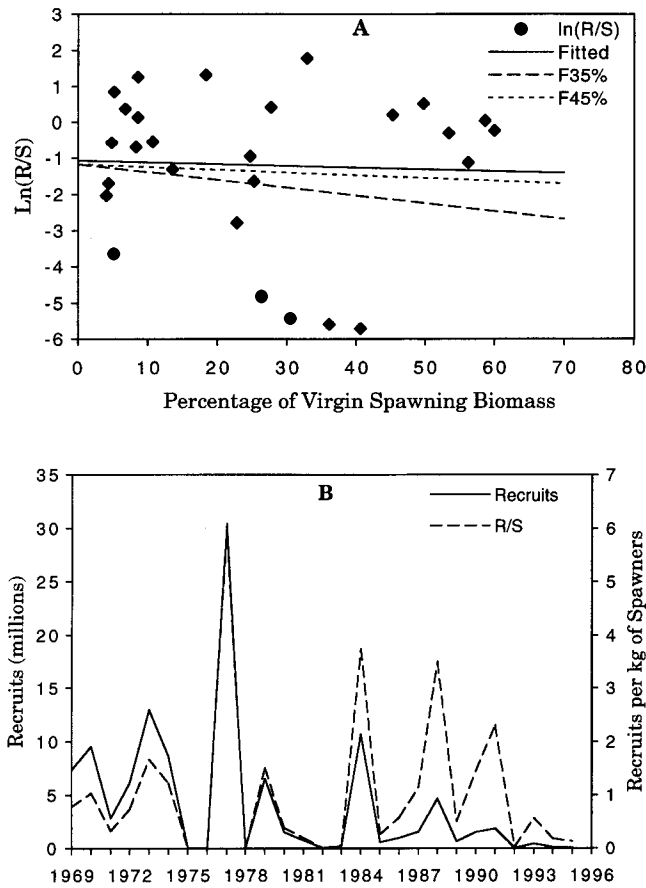 A
3
2
1
0
-1
-2
-3
-4
-5
-6
Ln(R/S)
ln(R/S)
Fitted
F35%
F45%
0 10 20 30 40 50 60 70 80
Percentage of Virgin Spawning Biomass
B
35
30
25
20
15
10
5
0
Recruits (millions)
Recruits
R/S
7
6
5
4
3
2
1
0
Recruits per kg of Spawners
1969 1972 1975 1978 1981 1984 1987 1990 1993 1996